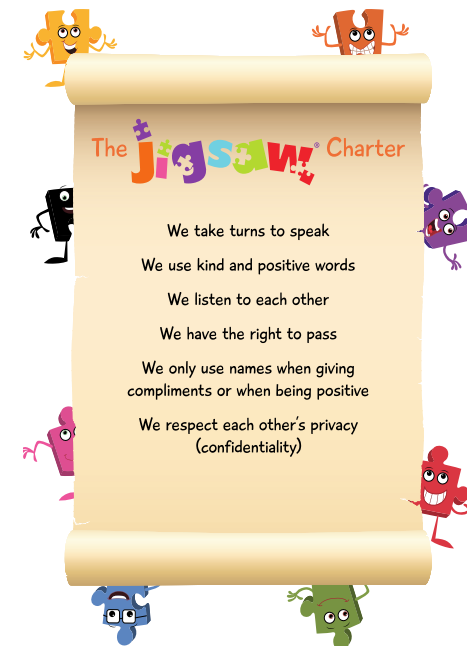 The Jigsaw® Charter
We take turns to speak
We use kind and positive words
We listen to each other
We have the right to pass
We only use names when giving
compliments or when being positive
We respect each other's privacy
(confidentiality)